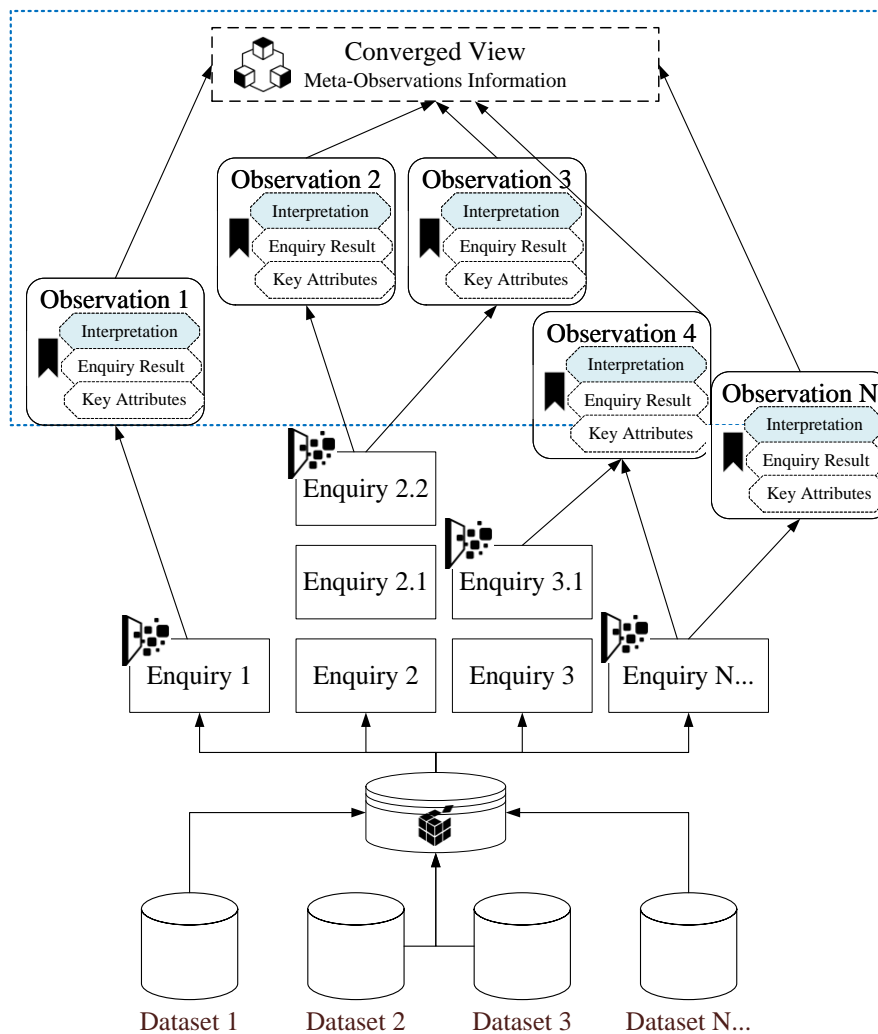 Converged View
Meta-Observations Information
Observation 2
Interpretation
Enquiry Result
Key Attributes
Observation 3
Interpretation
Enquiry Result
Key Attributes
Observation 1
Interpretation
Enquiry Result
Key Attributes
Observation 4
Interpretation
Enquiry Result
Key Attributes
Observation N
Interpretation
Enquiry Result
Key Attributes
Enquiry 2.2
Enquiry 2.1
Enquiry 3.1
Enquiry 1
Enquiry 2
Enquiry 3
Enquiry N...
Dataset 1
Dataset 2
Dataset 3
Dataset N...